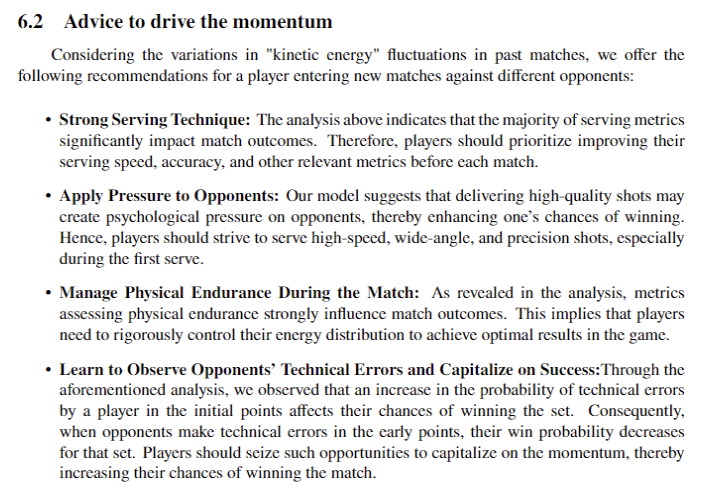 6.2 Advice to drive the momentum
Considering the variations in "kinetic energy" fluctuations in past matches, we offer the
following recommendations for a player entering new matches against different opponents:
• Strong Serving Technique: The analysis above indicates that the majority of serving metrics
significantly impact match outcomes. Therefore, players should prioritize improving their
serving speed, accuracy, and other relevant metrics before each match.
• Apply Pressure to Opponents: Our model suggests that delivering high-quality shots may
create psychological pressure on opponents, thereby enhancing one's chances of winning.
Hence, players should strive to serve high-speed, wide-angle, and precision shots, especially
during the first serve.
• Manage Physical Endurance During the Match: As revealed in the analysis, metrics
assessing physical endurance strongly influence match outcomes. This implies that players
need to rigorously control their energy distribution to achieve optimal results in the game.
• Learn to Observe Opponents' Technical Errors and Capitalize on Success:Through the
aforementioned analysis, we observed that an increase in the probability of technical errors
by a player in the initial points affects their chances of winning the set. Consequently,
when opponents make technical errors in the early points, their win probability decreases
for that set. Players should seize such opportunities to capitalize on the momentum, thereby
increasing their chances of winning the match.